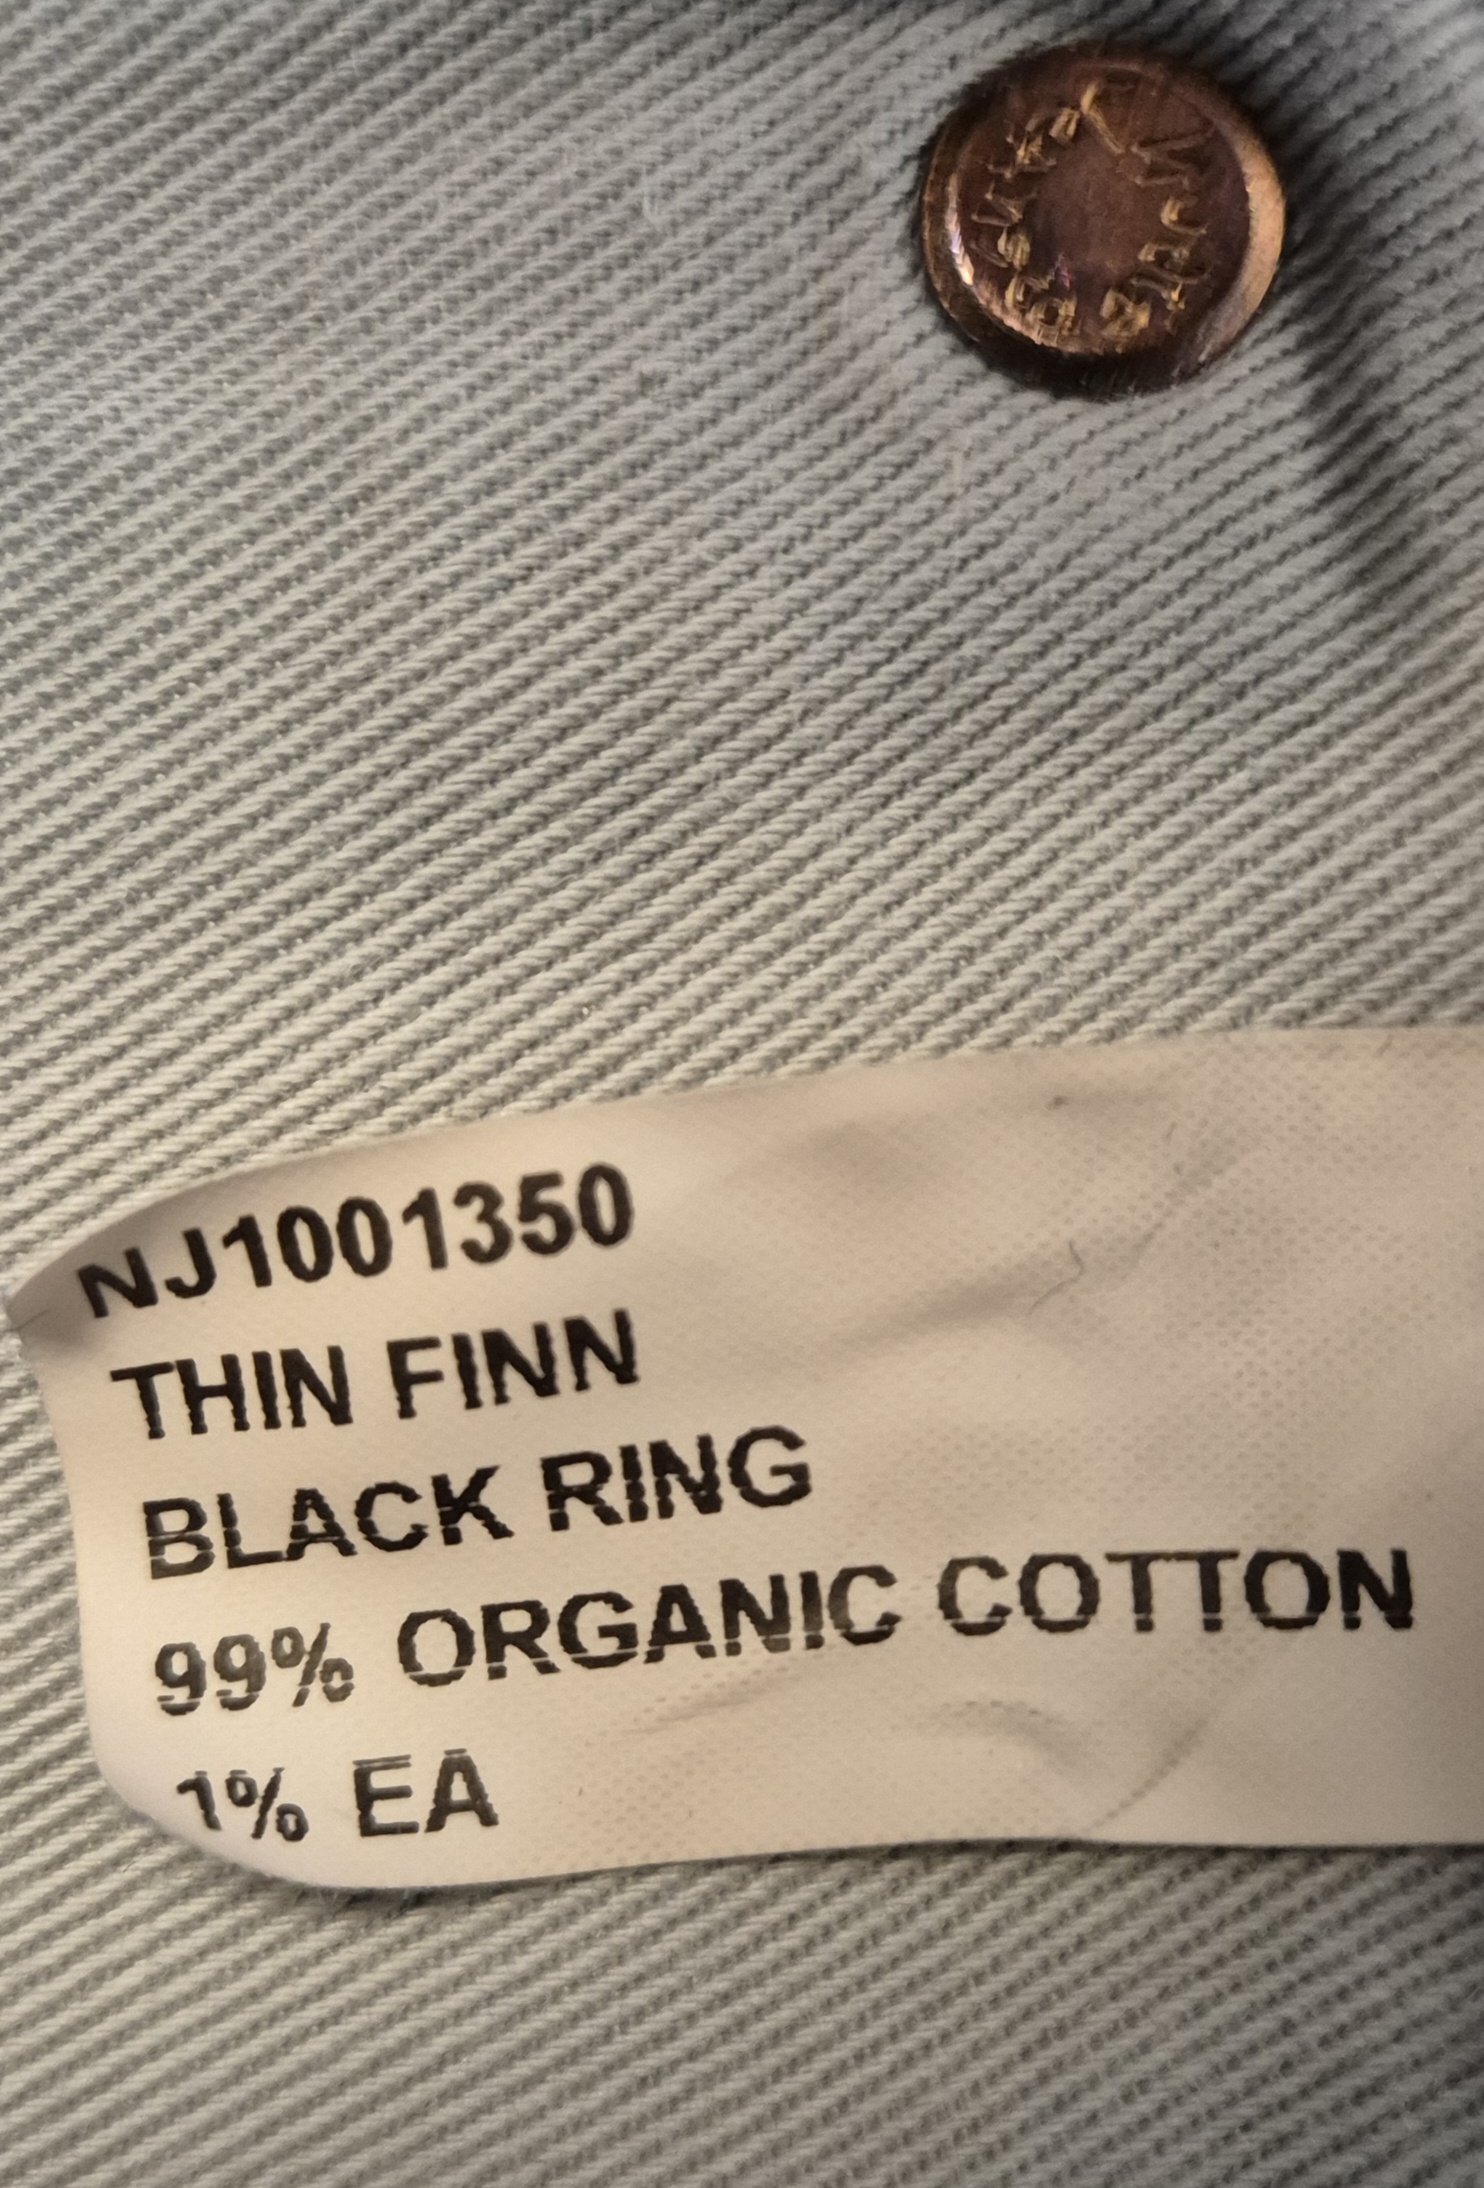 NJ1001350
THIN FINN
BLACK RING
99% ORGANIC COTTON
1% EA